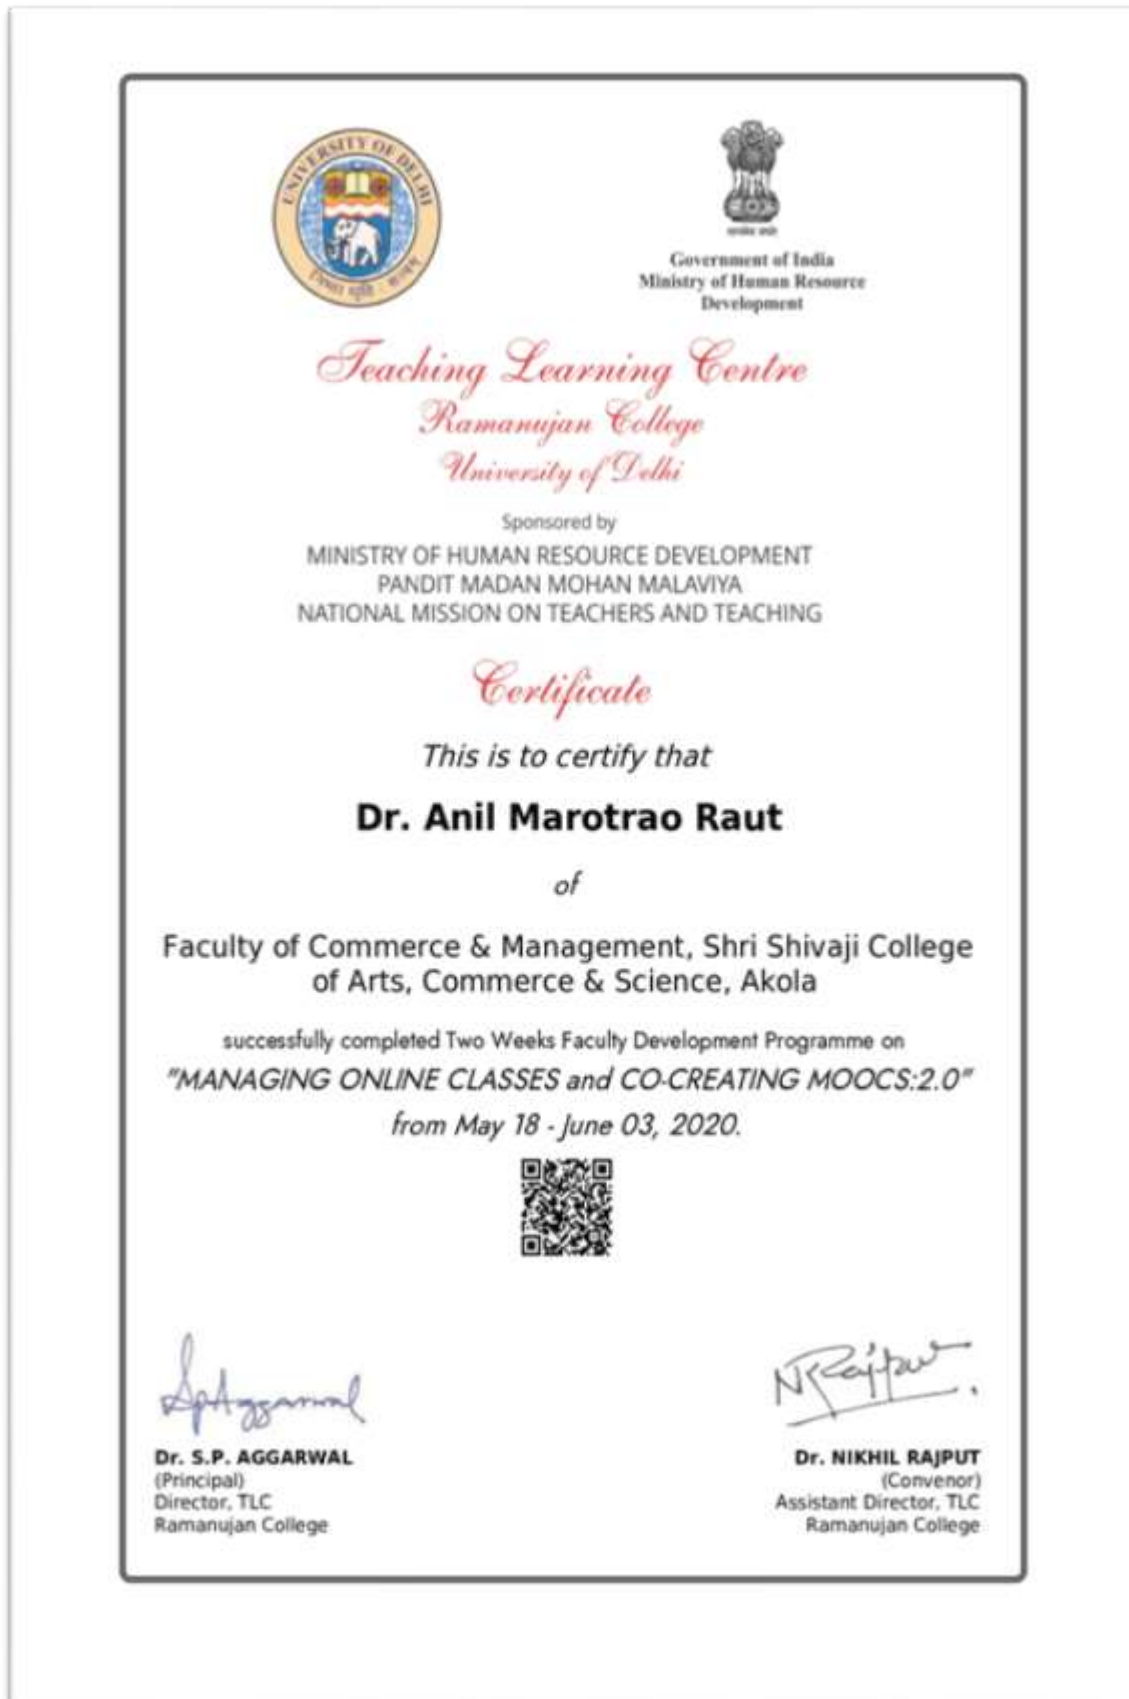 UNIVERSITY OF DELHI
Government of India
Ministry of Human Resource
Development
Teaching Learning Centre
Ramanujan College
University of Delhi
Sponsored by
MINISTRY OF HUMAN RESOURCE DEVELOPMENT
PANDIT MADAN MOHAN MALAVIYA
NATIONAL MISSION ON TEACHERS AND TEACHING
Certificate
This is to certify that
Dr. Anil Marotrao Raut
of
Faculty of Commerce & Management, Shri Shivaji College
of Arts, Commerce & Science, Akola
successfully completed Two Weeks Faculty Development Programme on
"MANAGING ONLINE CLASSES and CO-CREATING MOOCS:2.0"
from May 18 - June 03, 2020.
SpAggarwal
NKRajput
Dr. S.P. AGGARWAL
(Principal)
Director, TLC
Ramanujan College
Dr. NIKHIL RAJPUT
(Convenor)
Assistant Director, TLC
Ramanujan College